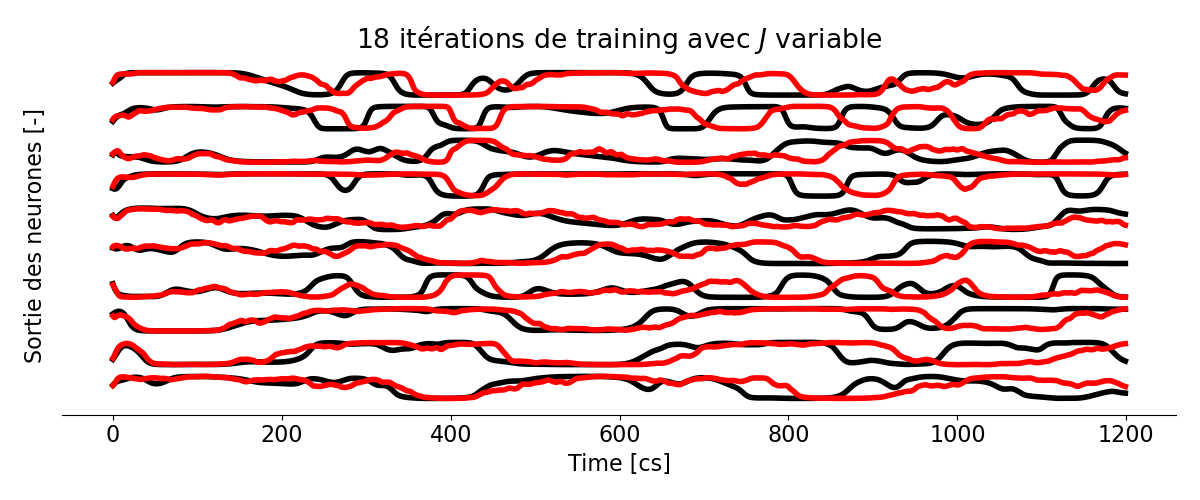 18 itérations de training avec J variable
Sortie des neurones [-]
0 200 400 600 800 1000 1200
Time [cs]